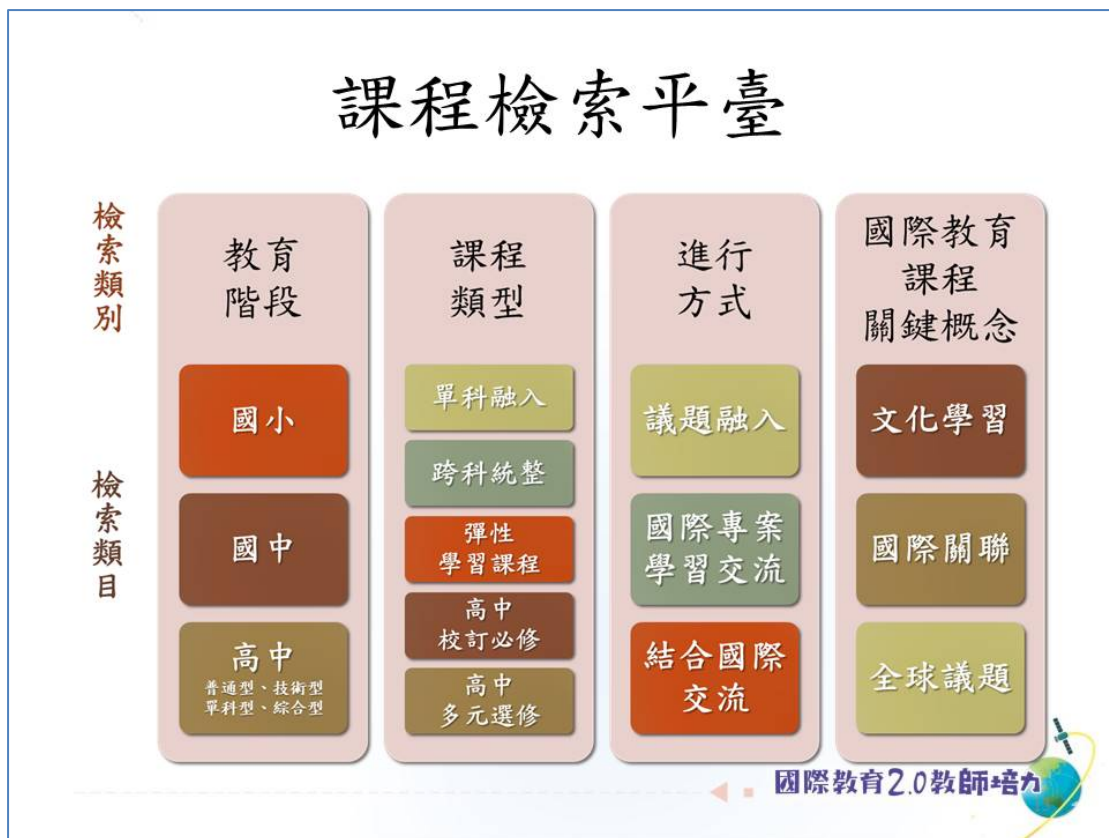 課程檢索平臺
檢索類別
教育
階段
課程
類型
進行
方式
國際教育
課程
關鍵概念
檢索類目
國小
國中
高中
普通型、技術型
單科型、綜合型
單科融入
跨科統整
彈性
學習課程
高中
校訂必修
高中
多元選修
議題融入
國際專案
學習交流
結合國際
交流
文化學習
國際關聯
全球議題
國際教育2.0教師培力